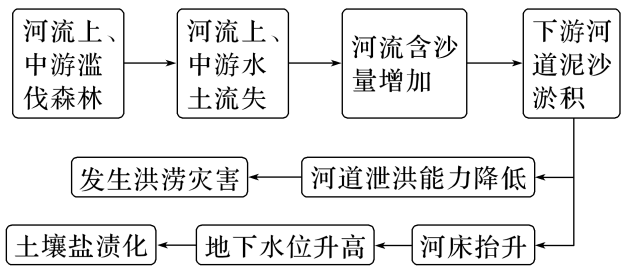 河流上、
中游滥
伐森林
河流上、
中游水
土流失
河流含沙
量增加
下游河
道泥沙
淤积
发生洪涝灾害
河道泄洪能力降低
土壤盐渍化
地下水位升高
河床抬升